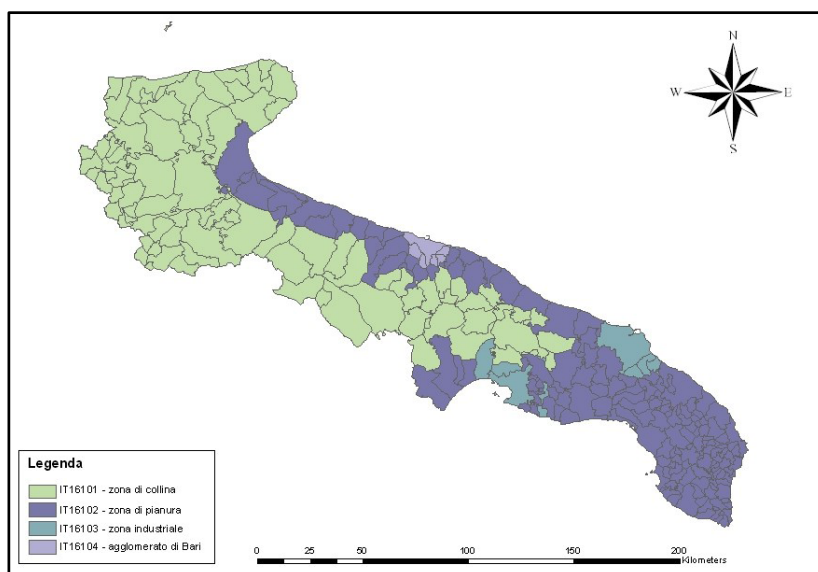 N
W E
S
Legenda
IT16101 - zona di collina
IT16102 - zona di pianura
IT16103 - zona industriale
IT16104 - agglomerato di Bari
0 50 100 150 200
Kilometers